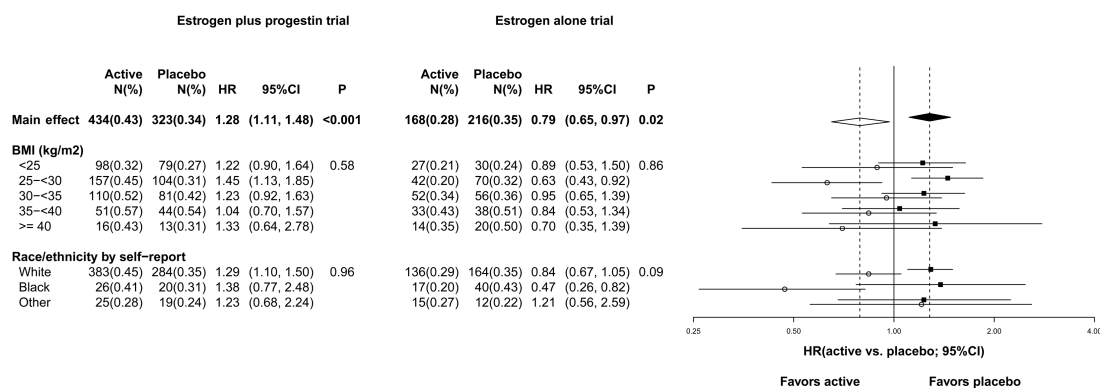 Estrogen plus progestin trial Estrogen alone trial
Active Placebo Active Placebo
N(%) N(%) HR 95%CI P N(%) N(%) HR 95%CI P
Main effect 434(0.43) 323(0.34) 1.28 (1.11, 1.48) <0.001 168(0.28) 216(0.35) 0.79 (0.65, 0.97) 0.02
BMI (kg/m2)
<25 98(0.32) 79(0.27) 1.22 (0.90, 1.64) 0.58 27(0.21) 30(0.24) 0.89 (0.53, 1.50) 0.86
25−<30 157(0.45) 104(0.31) 1.45 (1.13, 1.85) 42(0.20) 70(0.32) 0.63 (0.43, 0.92)
30−<35 110(0.52) 81(0.42) 1.23 (0.92, 1.63) 52(0.34) 56(0.36) 0.95 (0.65, 1.39)
35−<40 51(0.57) 44(0.54) 1.04 (0.70, 1.57) 33(0.43) 38(0.51) 0.84 (0.53, 1.34)
>= 40 16(0.43) 13(0.31) 1.33 (0.64, 2.78) 14(0.35) 20(0.50) 0.70 (0.35, 1.39)
Race/ethnicity by self−report
White 383(0.45) 284(0.35) 1.29 (1.10, 1.50) 0.96 136(0.29) 164(0.35) 0.84 (0.67, 1.05) 0.09
Black 26(0.41) 20(0.31) 1.38 (0.77, 2.48) 17(0.20) 40(0.43) 0.47 (0.26, 0.82)
Other 25(0.28) 19(0.24) 1.23 (0.68, 2.24) 15(0.27) 12(0.22) 1.21 (0.56, 2.59)
0.25 0.50 1.00 2.00 4.00
HR(active vs. placebo; 95%CI)
Favors active Favors placebo